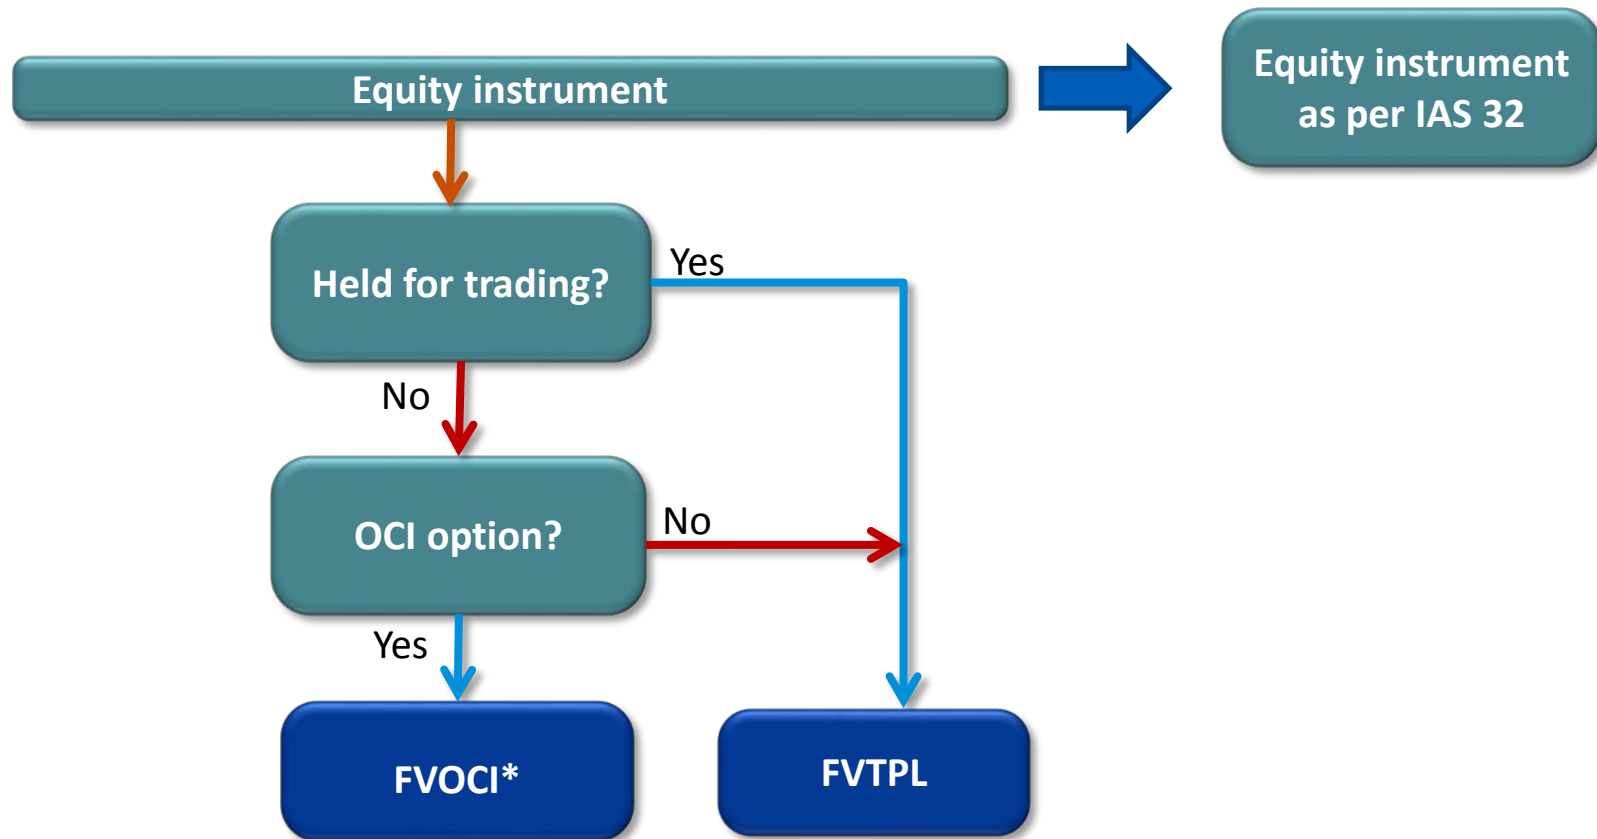 Equity instrument
Equity instrument
as per IAS 32
Held for trading?
Yes
No
OCI option?
No
Yes
FVOCI*
FVTPL